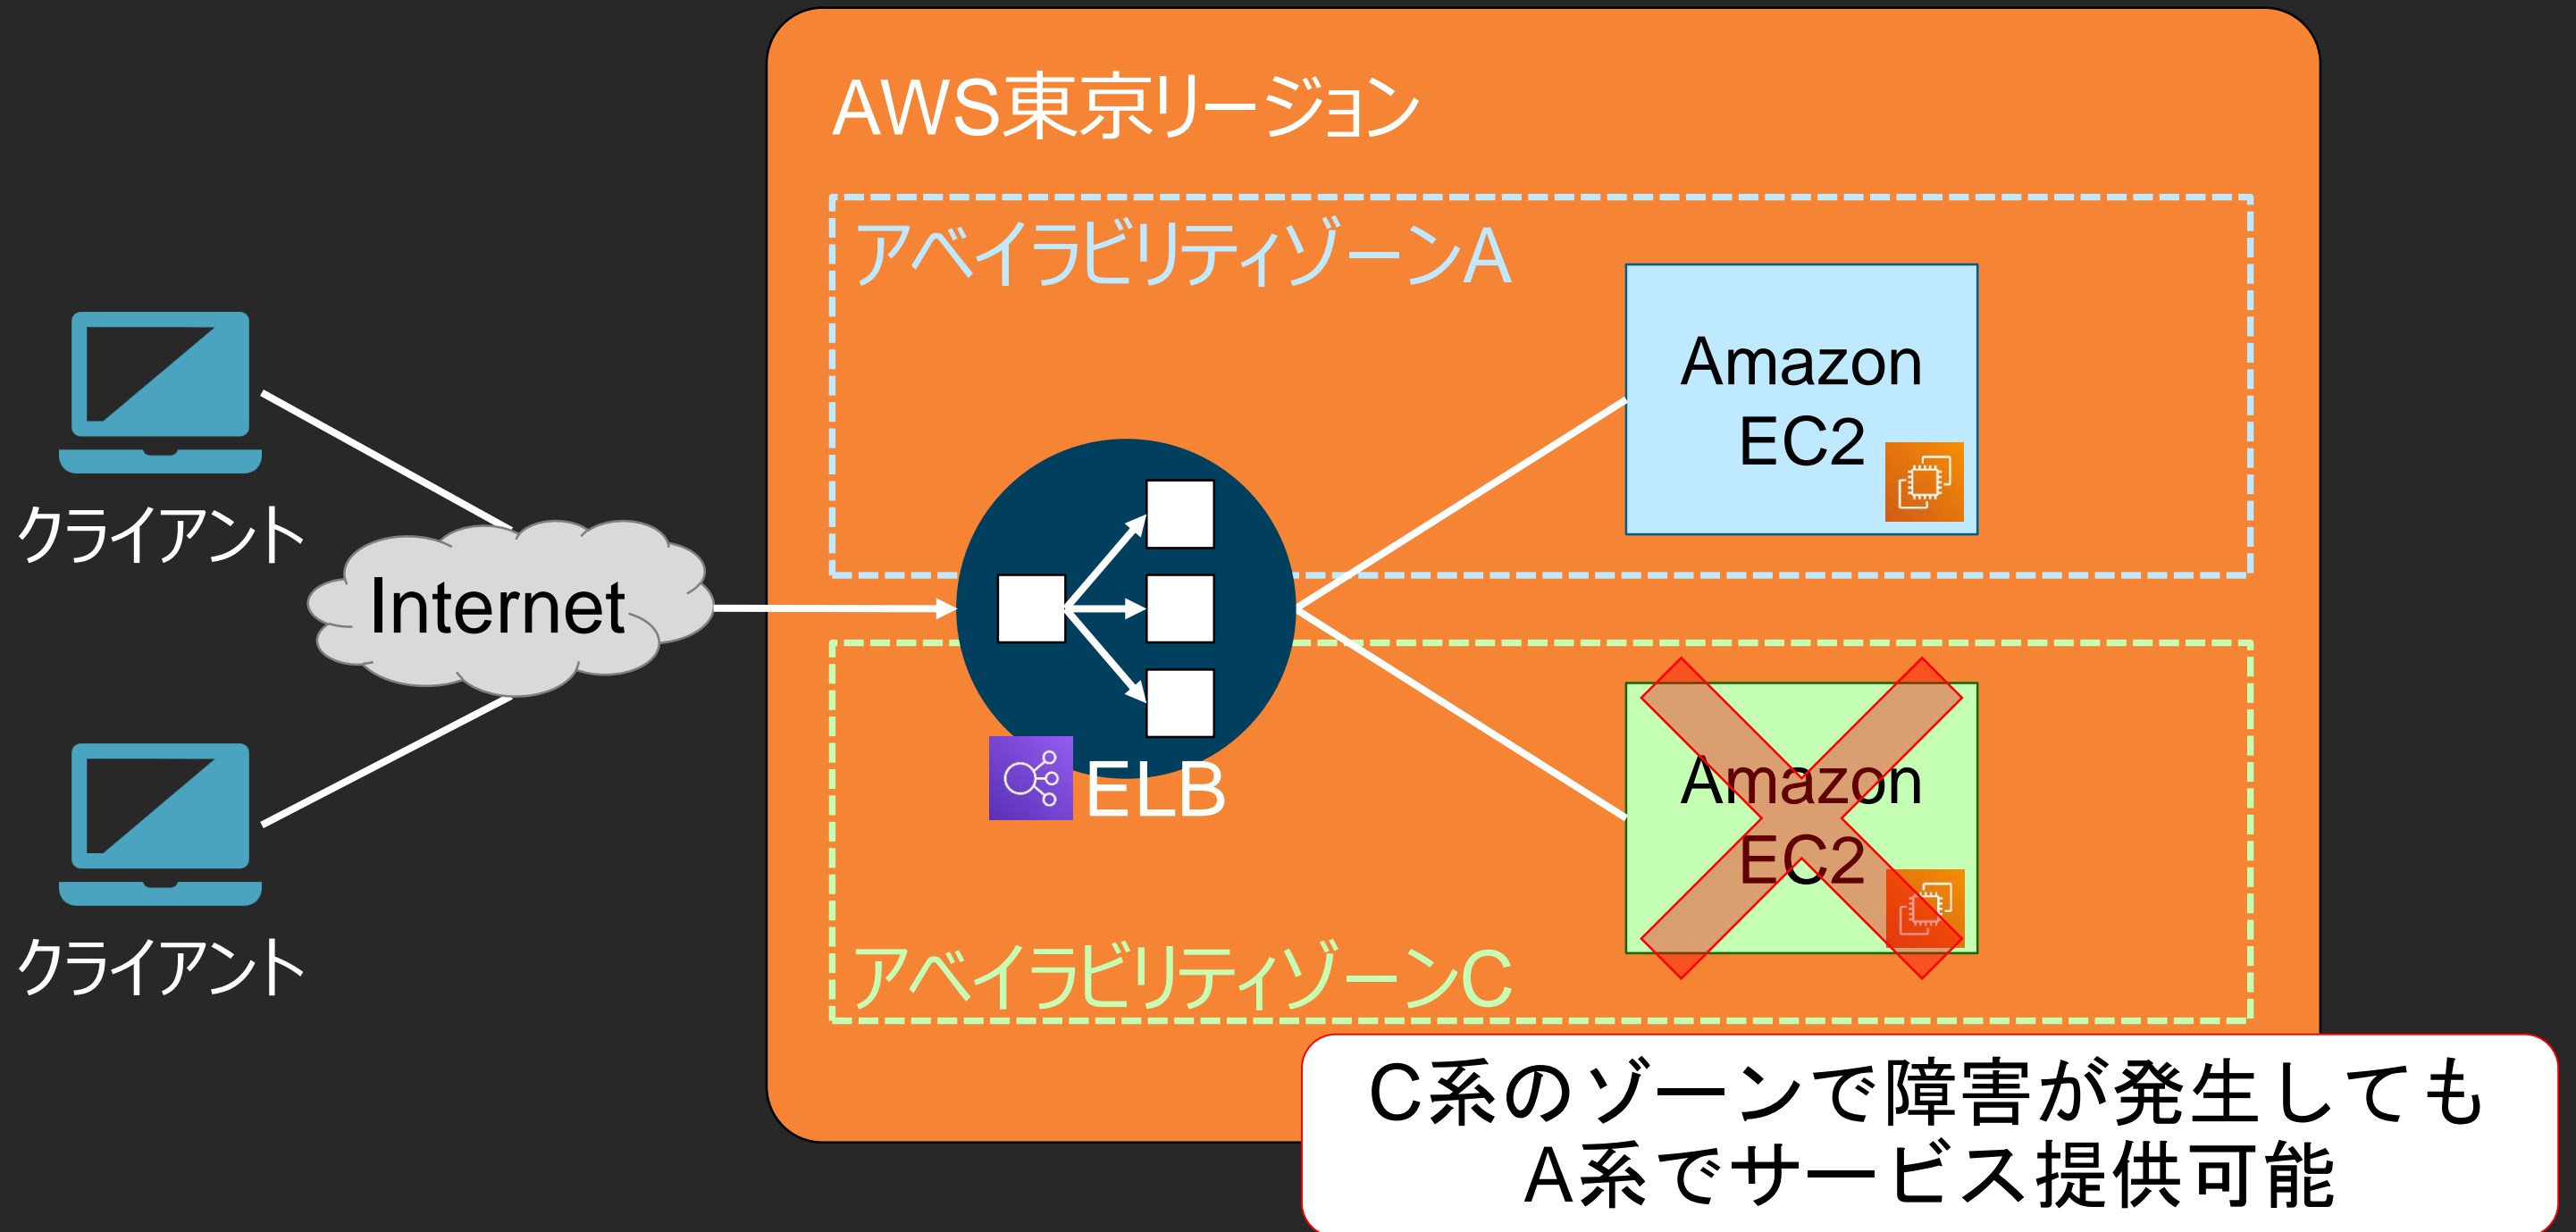 AWS東京リージョン
アベイラビリティゾーンA
Amazon
EC2
クライアント
Internet
ELB
Amazon
EC2
クライアント
アベイラビリティゾーンC
C系のゾーンで障害が発生しても
A系でサービス提供可能